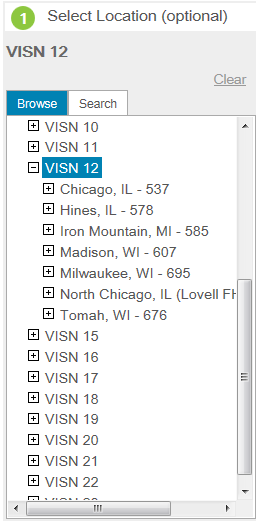 1 Select Location (optional)
VISN 12
Clear
Browse Search
VISN 10
VISN 11
VISN 12
Chicago, IL - 537
Hines, IL - 578
Iron Mountain, MI - 585
Madison, WI - 607
Milwaukee, WI - 695
North Chicago, IL (Lovell FH
Tomah, WI - 676
VISN 15
VISN 16
VISN 17
VISN 18
VISN 19
VISN 20
VISN 21
VISN 22